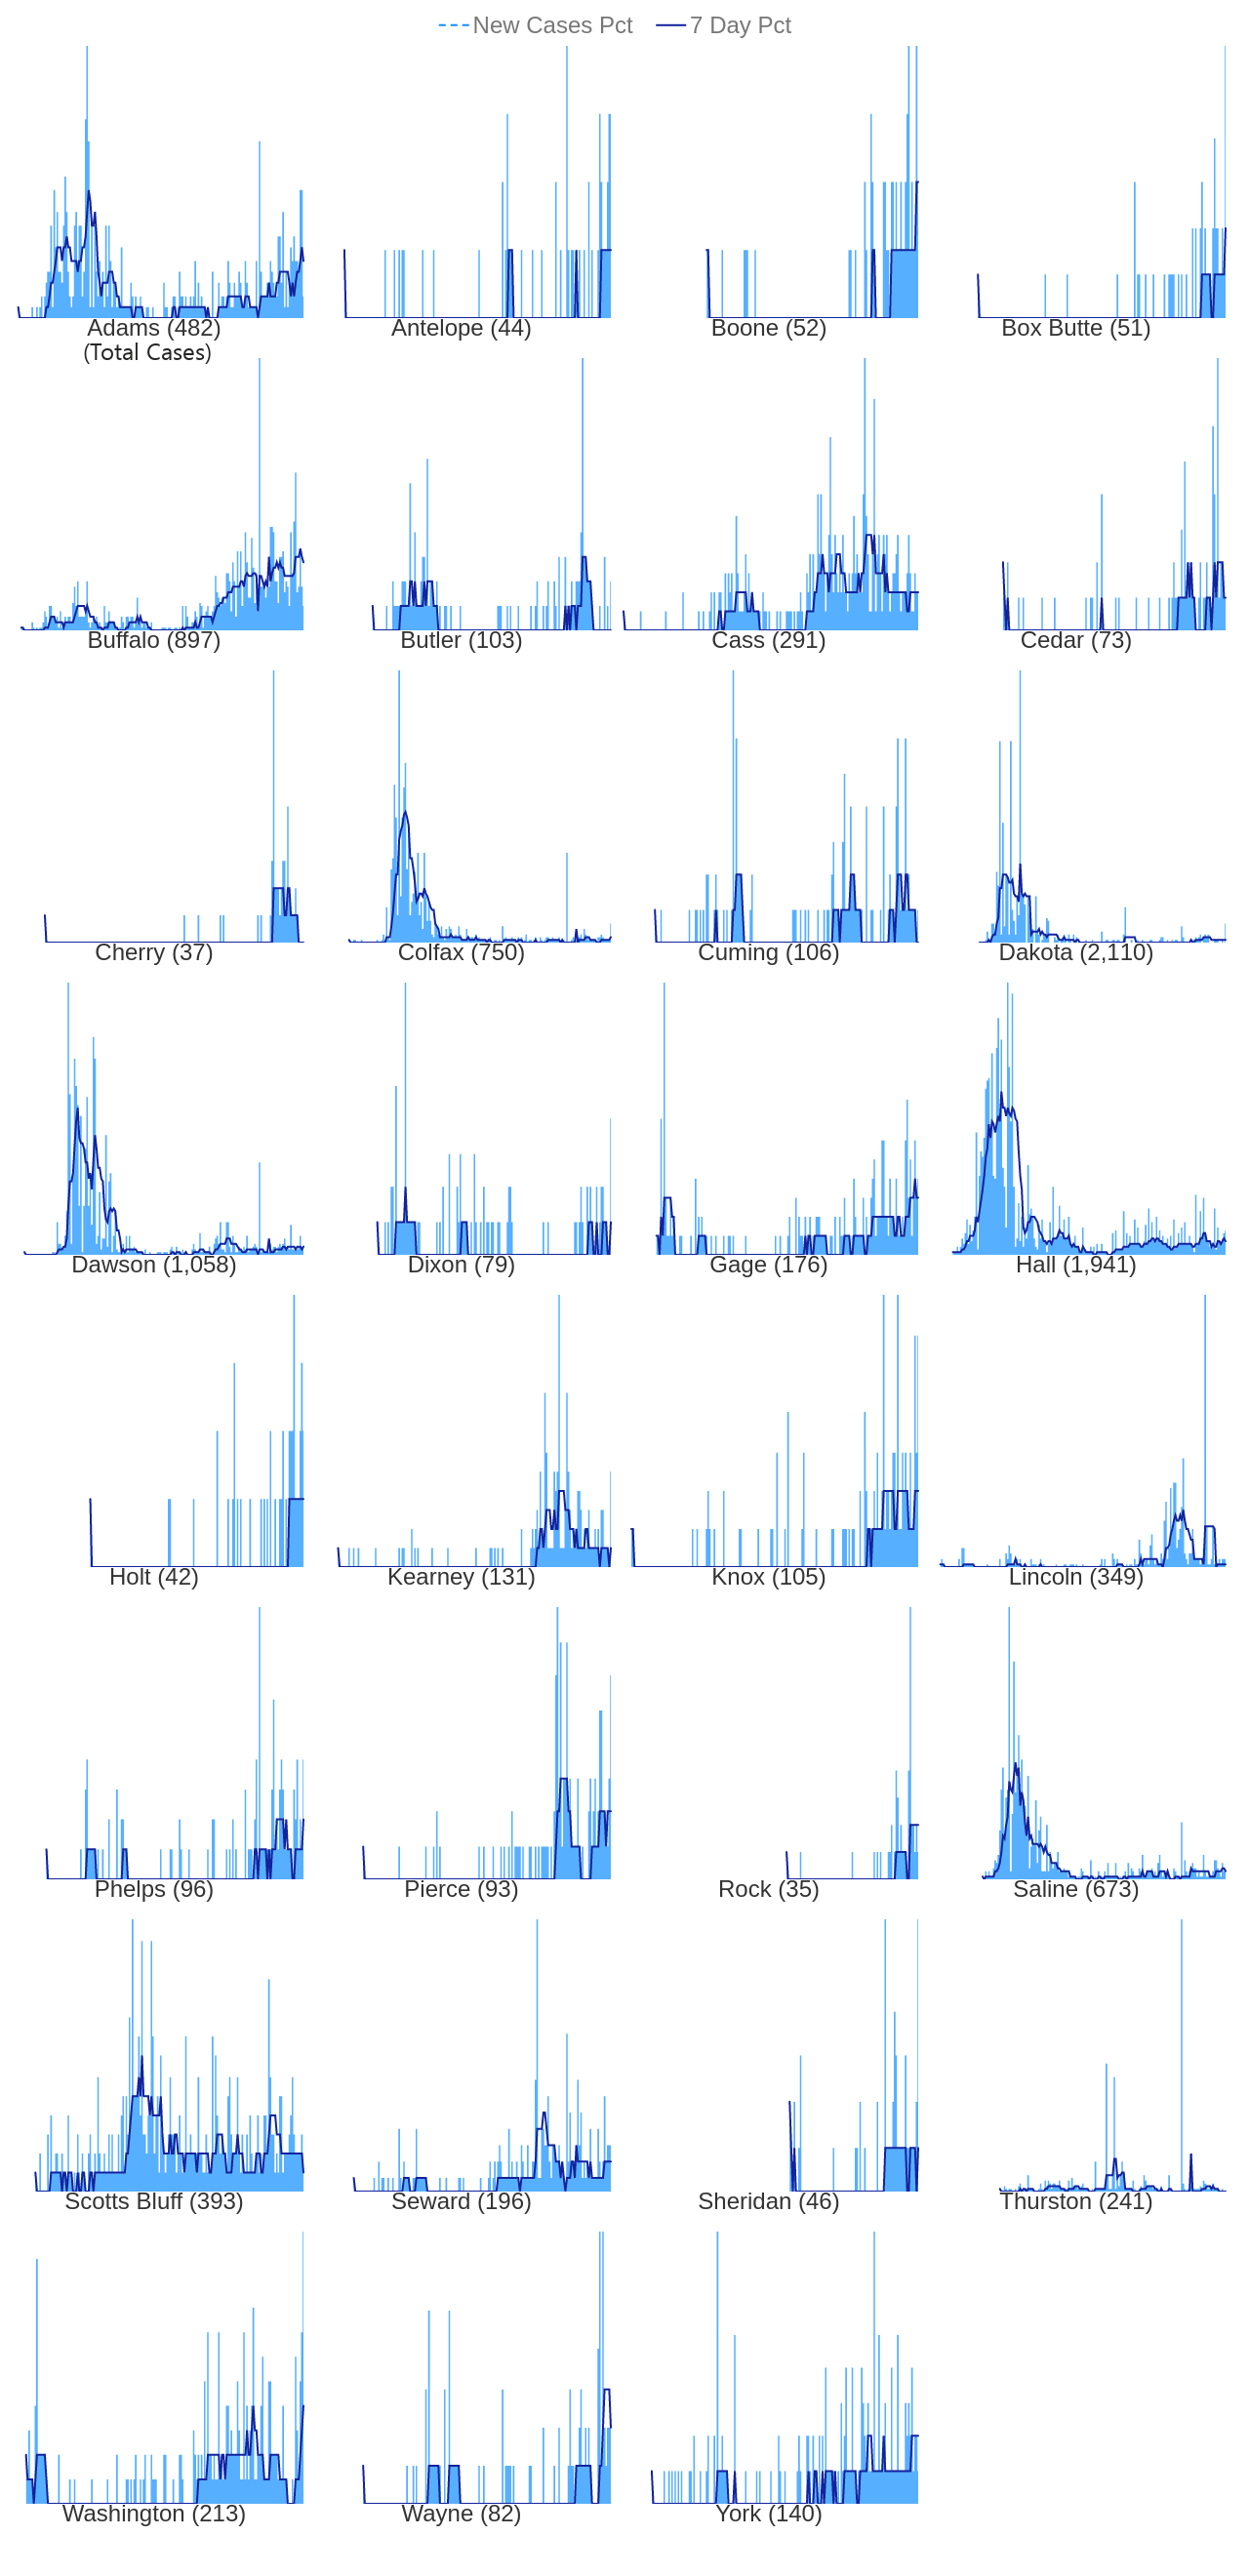 New Cases Pct 7 Day Pct
Adams (482) Antelope (44) Boone (52) Box Butte (51)
(Total Cases)
Buffalo (897) Butler (103) Cass (291) Cedar (73)
Cherry (37) Colfax (750) Cuming (106) Dakota (2,110)
Dawson (1,058) Dixon (79) Gage (176) Hall (1,941)
Holt (42) Kearney (131) Knox (105) Lincoln (349)
Phelps (96) Pierce (93) Rock (35) Saline (673)
Scotts Bluff (393) Seward (196) Sheridan (46) Thurston (241)
Washington (213) Wayne (82) York (140)